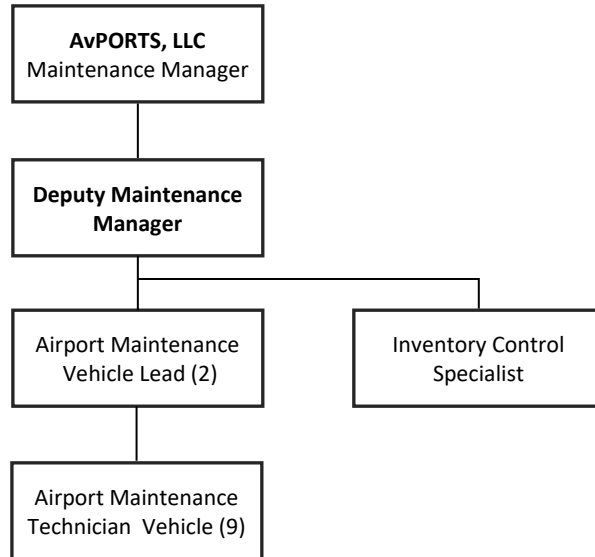 AvPORTS, LLC
Maintenance Manager
Deputy Maintenance
Manager
Airport Maintenance
Vehicle Lead (2)
Inventory Control
Specialist
Airport Maintenance
Technician  Vehicle (9)